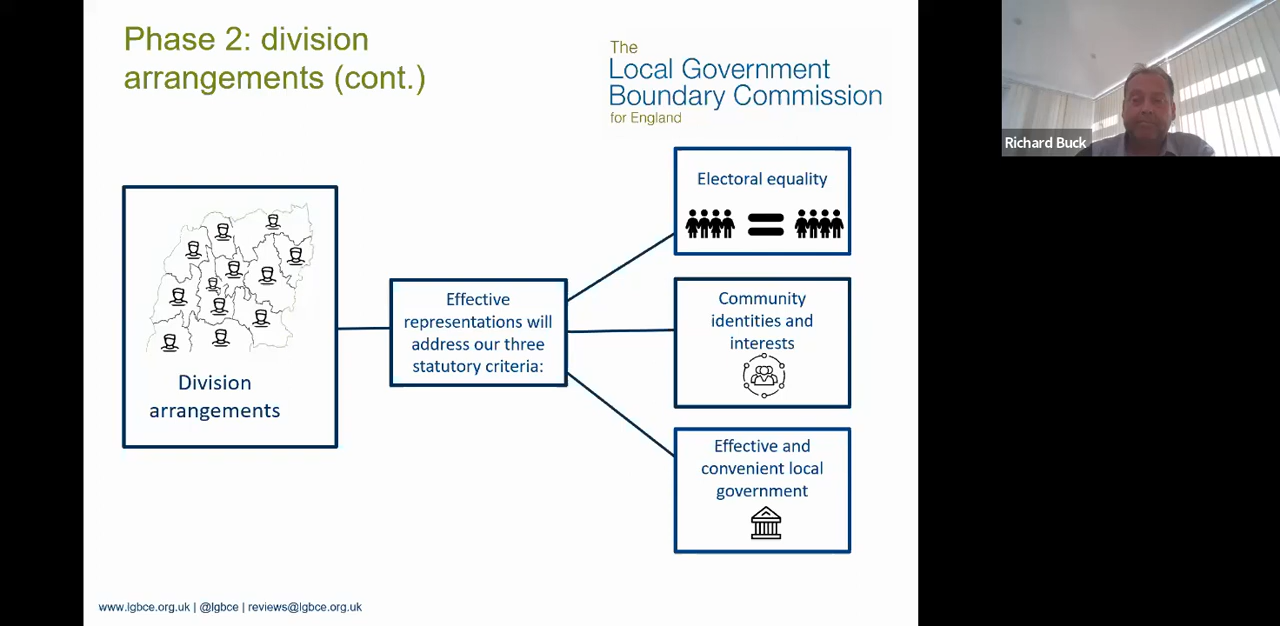 Phase 2: division
arrangements (cont.)
The
Local Government
Boundary Commission
for England
Richard Buck
Division
arrangements
Effective
representations will
address our three
statutory criteria:
Electoral equality
Community
identities and
interests
Effective and
convenient local
government
www.lgbce.org.uk | @lgbce | reviews@lgbce.org.uk